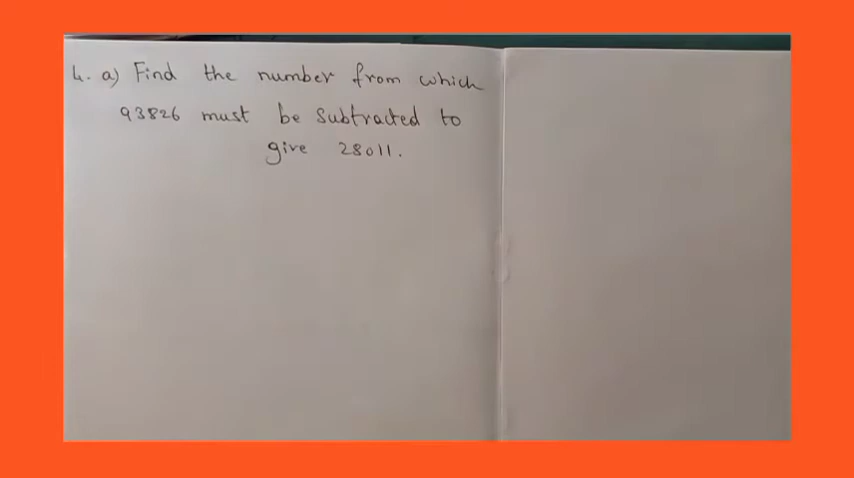 4. a) Find the number from which
93826 must be subtracted to
give 28011.